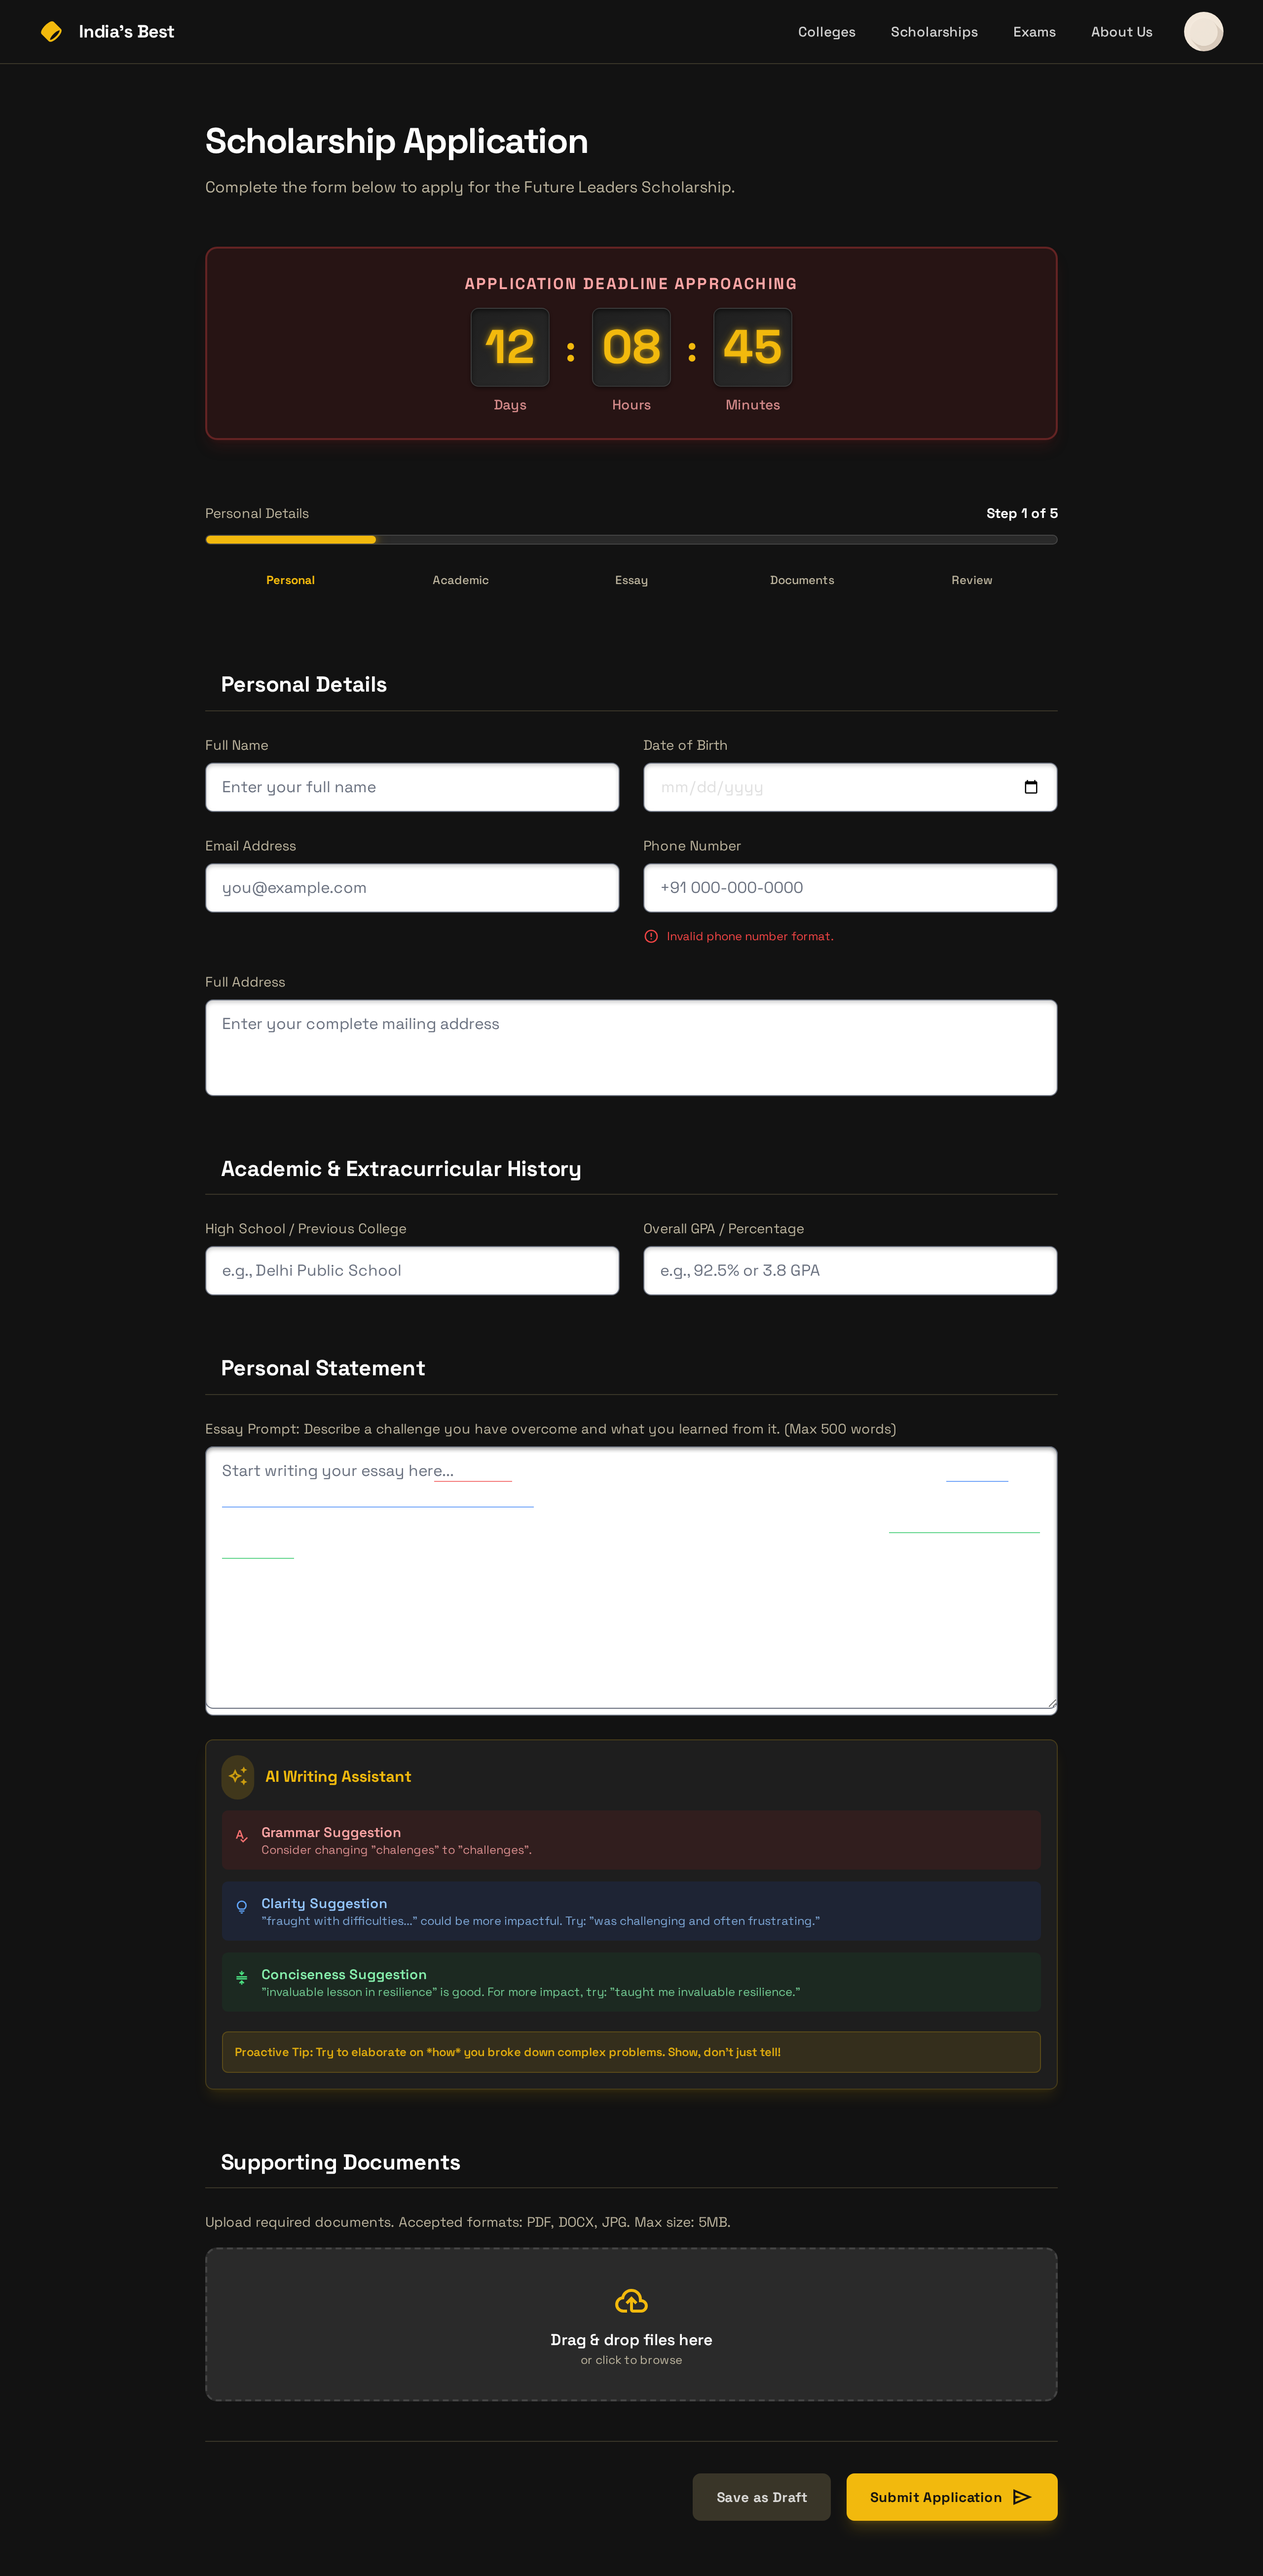 India's Best
Colleges
Scholarships
Exams
About Us
Scholarship Application
Complete the form below to apply for the Future Leaders Scholarship.
APPLICATION DEADLINE APPROACHING
12 : 08 : 45
Days
Hours
Minutes
Personal Details
Step 1 of 5
Personal
Academic
Essay
Documents
Review
Personal Details
Full Name
Date of Birth
Enter your full name
mm/dd/yyyy
Email Address
Phone Number
you@example.com
+91 000-000-0000
Invalid phone number format.
Full Address
Enter your complete mailing address
Academic & Extracurricular History
High School / Previous College
Overall GPA / Percentage
e.g., Delhi Public School
e.g., 92.5% or 3.8 GPA
Personal Statement
Essay Prompt: Describe a challenge you have overcome and what you learned from it. (Max 500 words)
Start writing your essay here...
AI Writing Assistant
Grammar Suggestion
Consider changing "chalenges" to "challenges".
Clarity Suggestion
"fraught with difficulties..." could be more impactful. Try: "was challenging and often frustrating."
Conciseness Suggestion
"invaluable lesson in resilience" is good. For more impact, try: "taught me invaluable resilience."
Proactive Tip: Try to elaborate on *how* you broke down complex problems. Show, don't just tell!
Supporting Documents
Upload required documents. Accepted formats: PDF, DOCX, JPG. Max size: 5MB.
Drag & drop files here
or click to browse
Save as Draft
Submit Application